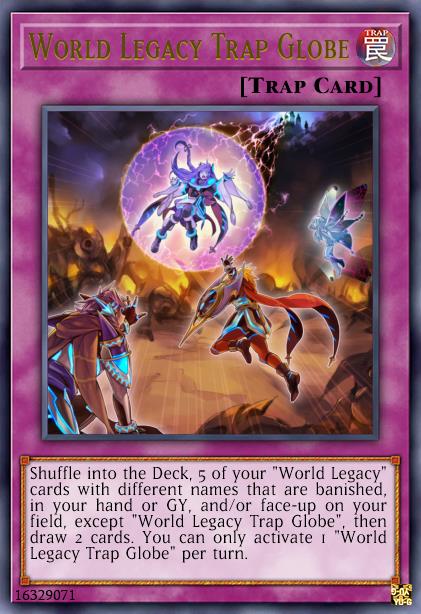 World Legacy Trap Globe
TRAP
罠
[Trap Card]
Shuffle into the Deck, 5 of your "World Legacy"
cards with different names that are banished,
in your hand or GY, and/or face-up on your
field, except "World Legacy Trap Globe", then
draw 2 cards. You can only activate 1 "World
Legacy Trap Globe" per turn.
16329071